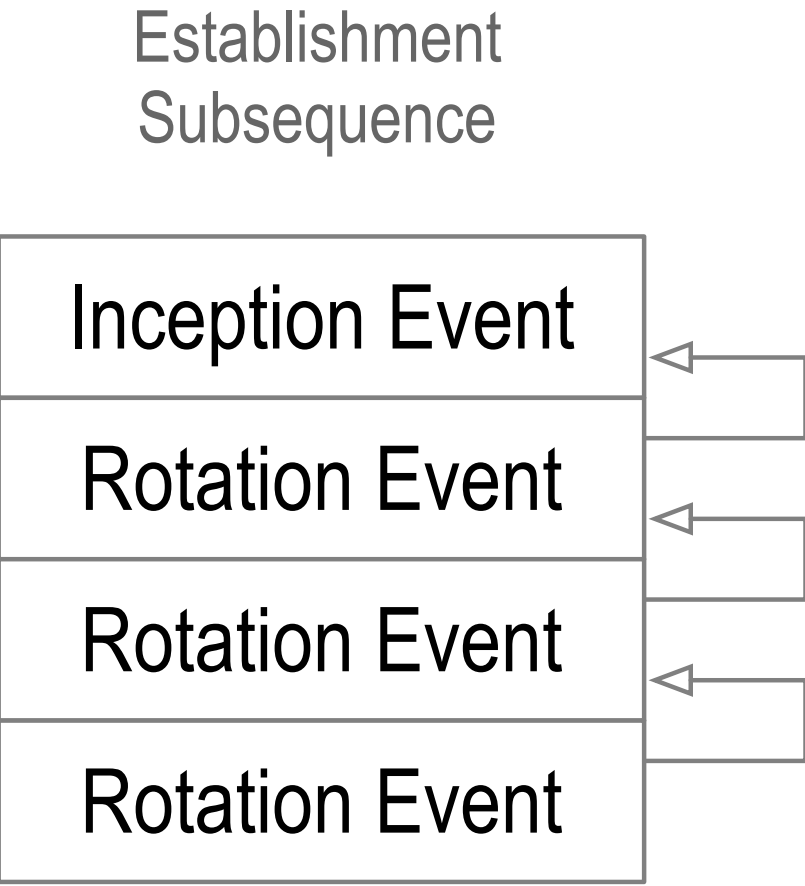 Establishment
Subsequence
Inception Event
Rotation Event
Rotation Event
Rotation Event